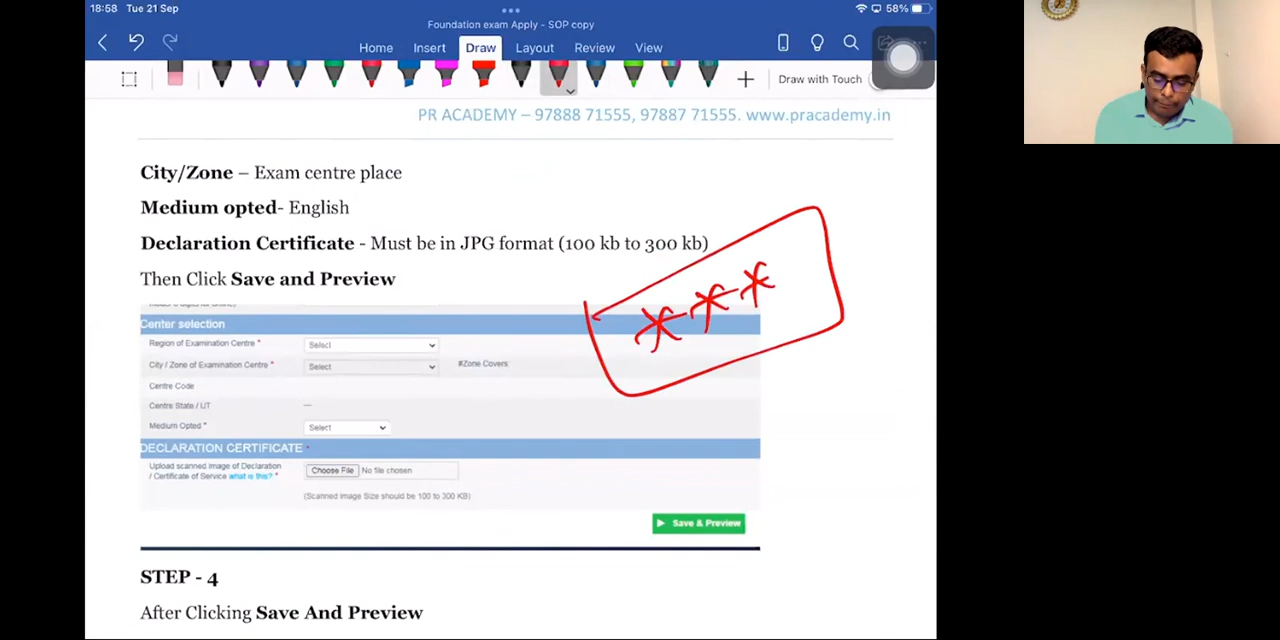 18:58 Tue 21 Sep
58%
Foundation exam Apply - SOP copy
Home Insert Draw Layout Review View
Draw with Touch
PR ACADEMY – 97888 71555, 97887 71555. www.pracademy.in
City/Zone – Exam centre place
Medium opted- English
Declaration Certificate - Must be in JPG format (100 kb to 300 kb)
Then Click Save and Preview
Center selection
Region of Examination Centre * Select
City / Zone of Examination Centre * Select #Zone Covers
Centre Code
Centre State / UT —
Medium Opted * Select
DECLARATION CERTIFICATE *
Upload scanned image of Declaration
/ Certificate of Service what is this? * Choose File No file chosen
(Scanned image Size should be 100 to 300 KB)
Save & Preview
STEP - 4
After Clicking Save And Preview